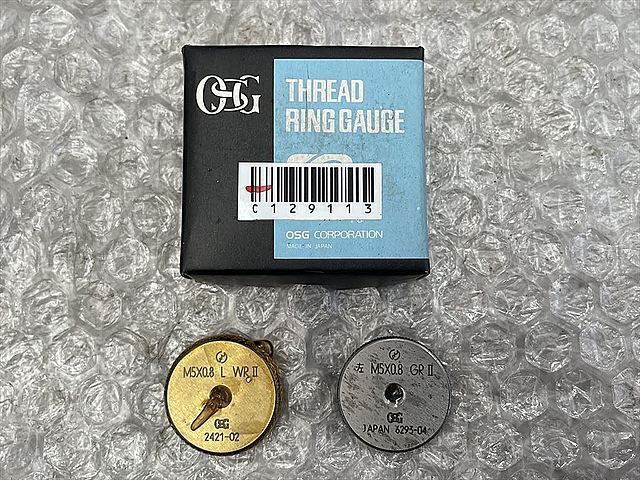 OSG
THREAD
RING GAUGE
C129113
OSG CORPORATION
MADE IN JAPAN
M5X0.8 L WR II
OSG
2421-02
左 M5X0.8 GR II
OSG
JAPAN 6293-04